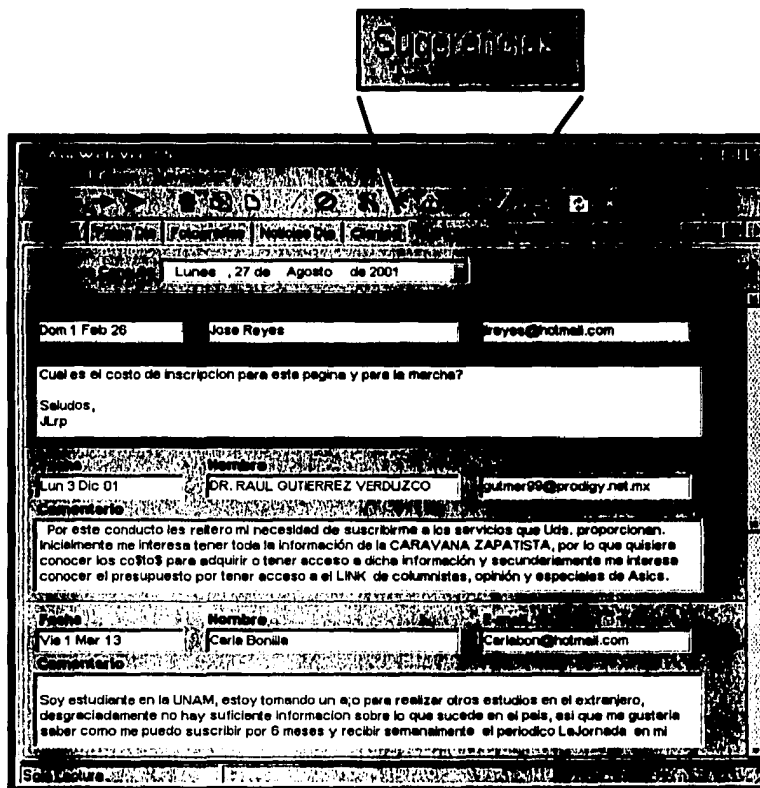 Sugerencias
Lunes , 27 de Agosto de 2001
Dom 1 Feb 26 Jose Reyes lreyes@hotmail.com
Cual es el costo de inscripcion para esta pagina y para la marcha?
Saludos,
JLrp
Fecha Nombre
Lun 3 Dic 01 DR. RAUL GUTIERREZ VERDUZCO gutmer99@prodigy.net.mx
Comentario
Por este conducto les reitero mi necesidad de suscribirme a los servicios que Uds. proporcionan.
Inicialmente me interesa tener toda la información de la CARAVANA ZAPATISTA, por lo que quisiera
conocer los co$to$ para adquirir o tener acceso a dicha información y secundariamente me interesa
conocer el presupuesto por tener acceso a el LINK de columnistas, opinión y especiales de Asics.
Fecha Nombre E-mail
Vie 1 Mar 13 Carla Bonilla Carlabon@hotmail.com
Comentario
Soy estudiante en la UNAM, estoy tomando un a;o para realizar otros estudios en el extranjero,
desgraciadamente no hay suficiente informacion sobre lo que sucede en el pais, asi que me gustaria
saber como me puedo suscribir por 6 meses y recibir semanalmente el periodico LaJornada en mi
Solo Lectura